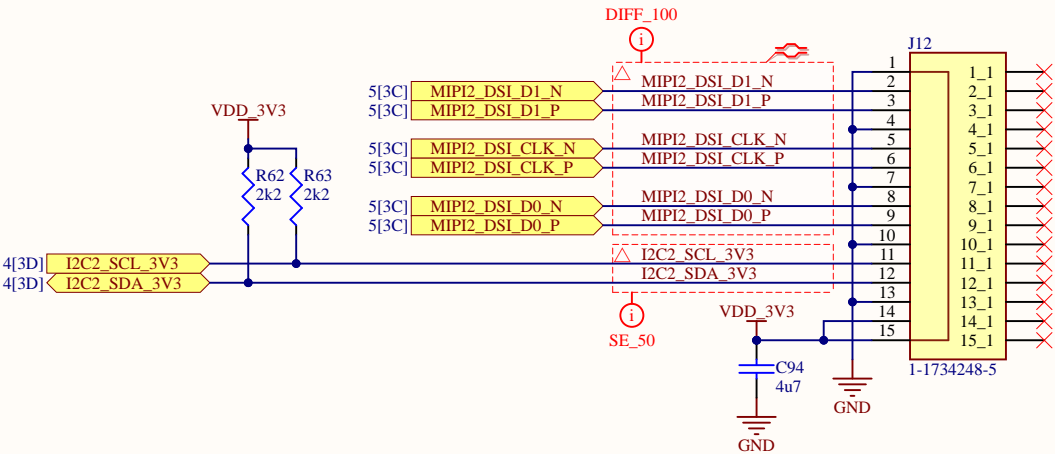 DIFF_100
i
J12
MIPI2_DSI_D1_N
1
1_1
5[3C]
MIPI2_DSI_D1_N
2
2_1
MIPI2_DSI_D1_P
5[3C]
MIPI2_DSI_D1_P
3
3_1
VDD_3V3
4
4_1
MIPI2_DSI_CLK_N
5[3C]
MIPI2_DSI_CLK_N
5
5_1
MIPI2_DSI_CLK_P
5[3C]
MIPI2_DSI_CLK_P
6
6_1
R62
2k2
R63
2k2
7
7_1
MIPI2_DSI_D0_N
5[3C]
MIPI2_DSI_D0_N
8
8_1
MIPI2_DSI_D0_P
5[3C]
MIPI2_DSI_D0_P
9
9_1
10
10_1
4[3D]
I2C2_SCL_3V3
I2C2_SCL_3V3
11
11_1
4[3D]
I2C2_SDA_3V3
I2C2_SDA_3V3
12
12_1
13
13_1
i
SE_50
VDD_3V3
14
14_1
15
15_1
C94
4u7
1-1734248-5
GND
GND